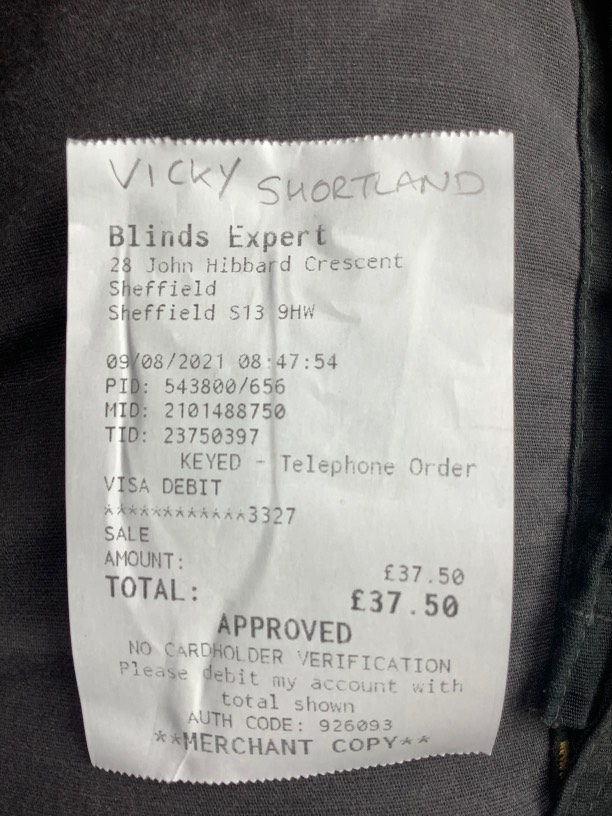 VICKY SHORTLAND
Blinds Expert
28 John Hibbard Crescent
Sheffield
Sheffield S13 9HW
09/08/2021 08:47:54
PID: 543800/656
MID: 2101488750
TID: 23750397
KEYED - Telephone Order
VISA DEBIT
************3327
SALE
AMOUNT: £37.50
TOTAL: £37.50
APPROVED
NO CARDHOLDER VERIFICATION
Please debit my account with
total shown
AUTH CODE: 926093
**MERCHANT COPY**